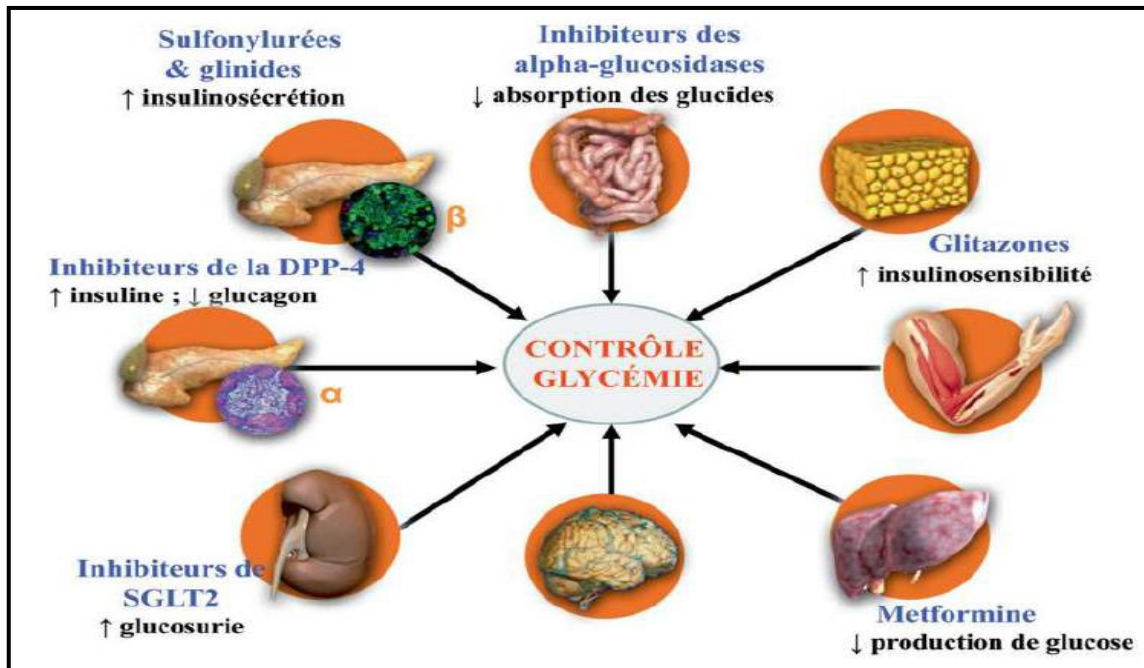 Sulfonylurées
& glinides
↑ insulinosécrétion
Inhibiteurs des
alpha-glucosidases
↓ absorption des glucides
β
Inhibiteurs de la DPP-4
↑ insuline ; ↓ glucagon
α
Glitazones
↑ insulinosensibilité
CONTRÔLE
GLYCÉMIE
Inhibiteurs de
SGLT2
↑ glucosurie
Metformine
↓ production de glucose